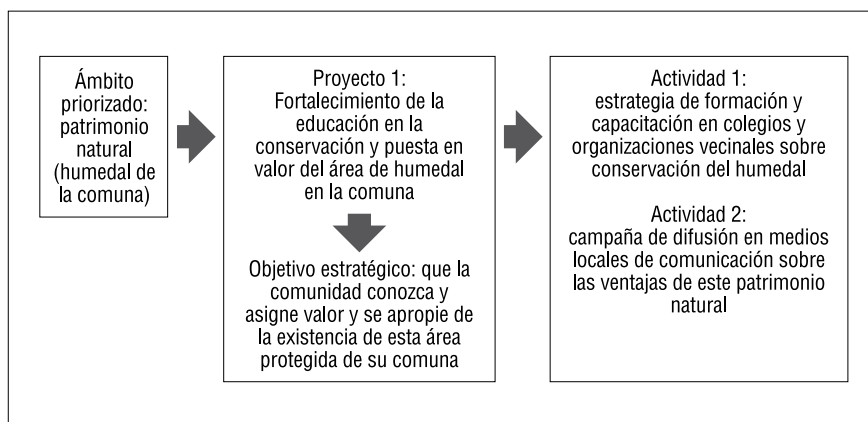 Ámbito
priorizado:
patrimonio
natural
(humedal de
la comuna)
Proyecto 1:
Fortalecimiento de la
educación en la
conservación y puesta en
valor del área de humedal
en la comuna
Objetivo estratégico: que la
comunidad conozca y
asigne valor y se apropie de
la existencia de esta área
protegida de su comuna
Actividad 1:
estrategia de formación y
capacitación en colegios y
organizaciones vecinales sobre
conservación del humedal
Actividad 2:
campaña de difusión en medios
locales de comunicación sobre
las ventajas de este patrimonio
natural